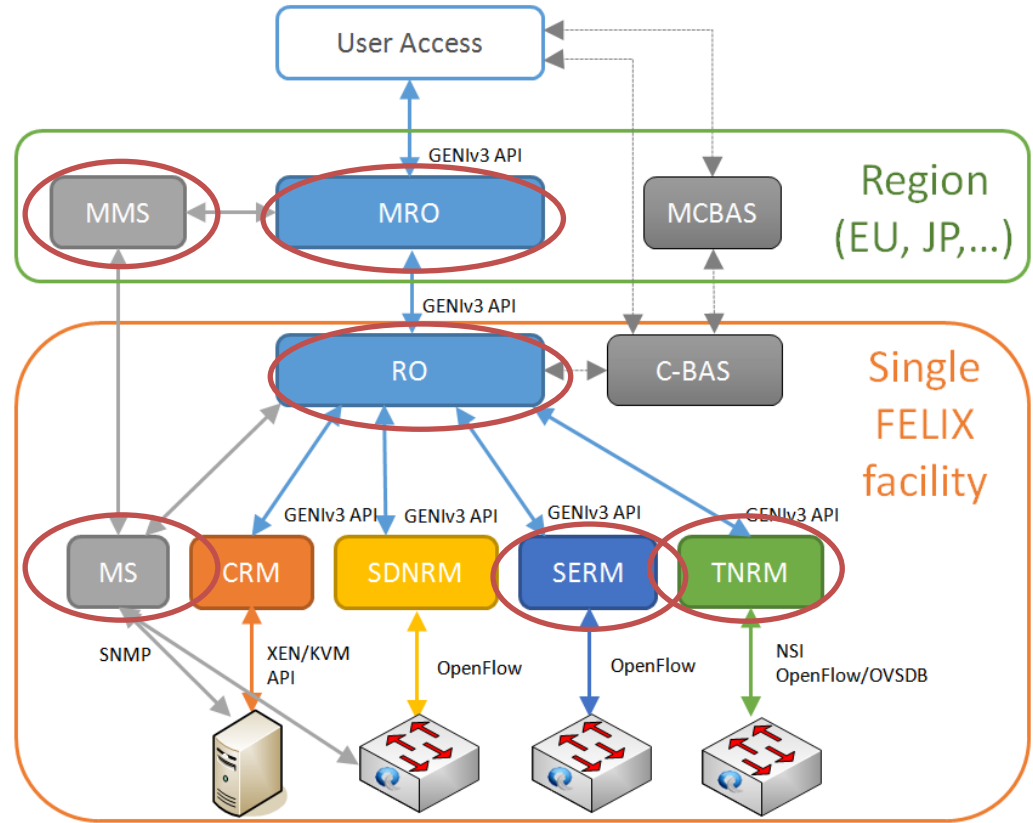 User Access
GENIv3 API
MMS
MRO
MCBAS
Region
(EU, JP,...)
GENIv3 API
RO
C-BAS
Single
FELIX
facility
GENIv3 API
GENIv3 API
GENIv3 API
GENIv3 API
MS
CRM
SDNRM
SERM
TNRM
SNMP
XEN/KVM
API
OpenFlow
OpenFlow
NSI
OpenFlow/OVSDB